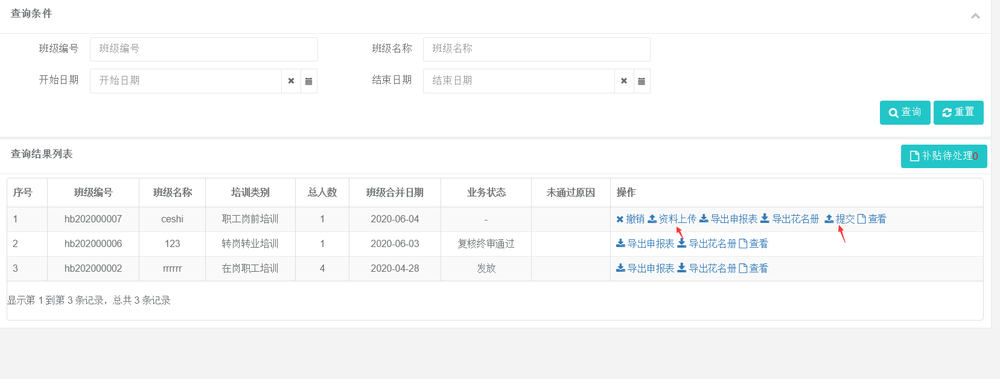 查询条件
班级编号 班级编号 班级名称 班级名称
开始日期 开始日期 结束日期 结束日期
查询 重置
查询结果列表 补贴待处理0
序号 班级编号 班级名称 培训类别 总人数 班级合并日期 业务状态 未通过原因 操作
1 hb202000007 ceshi 职工岗前培训 1 2020-06-04 - 撤销 资料上传 导出申报表 导出花名册 提交 查看
2 hb202000006 123 转岗转业培训 1 2020-06-03 复核终审通过 导出申报表 导出花名册 查看
3 hb202000002 rrrrrr 在岗职工培训 4 2020-04-28 发放 导出申报表 导出花名册 查看
显示第 1 到第 3 条记录，总共 3 条记录